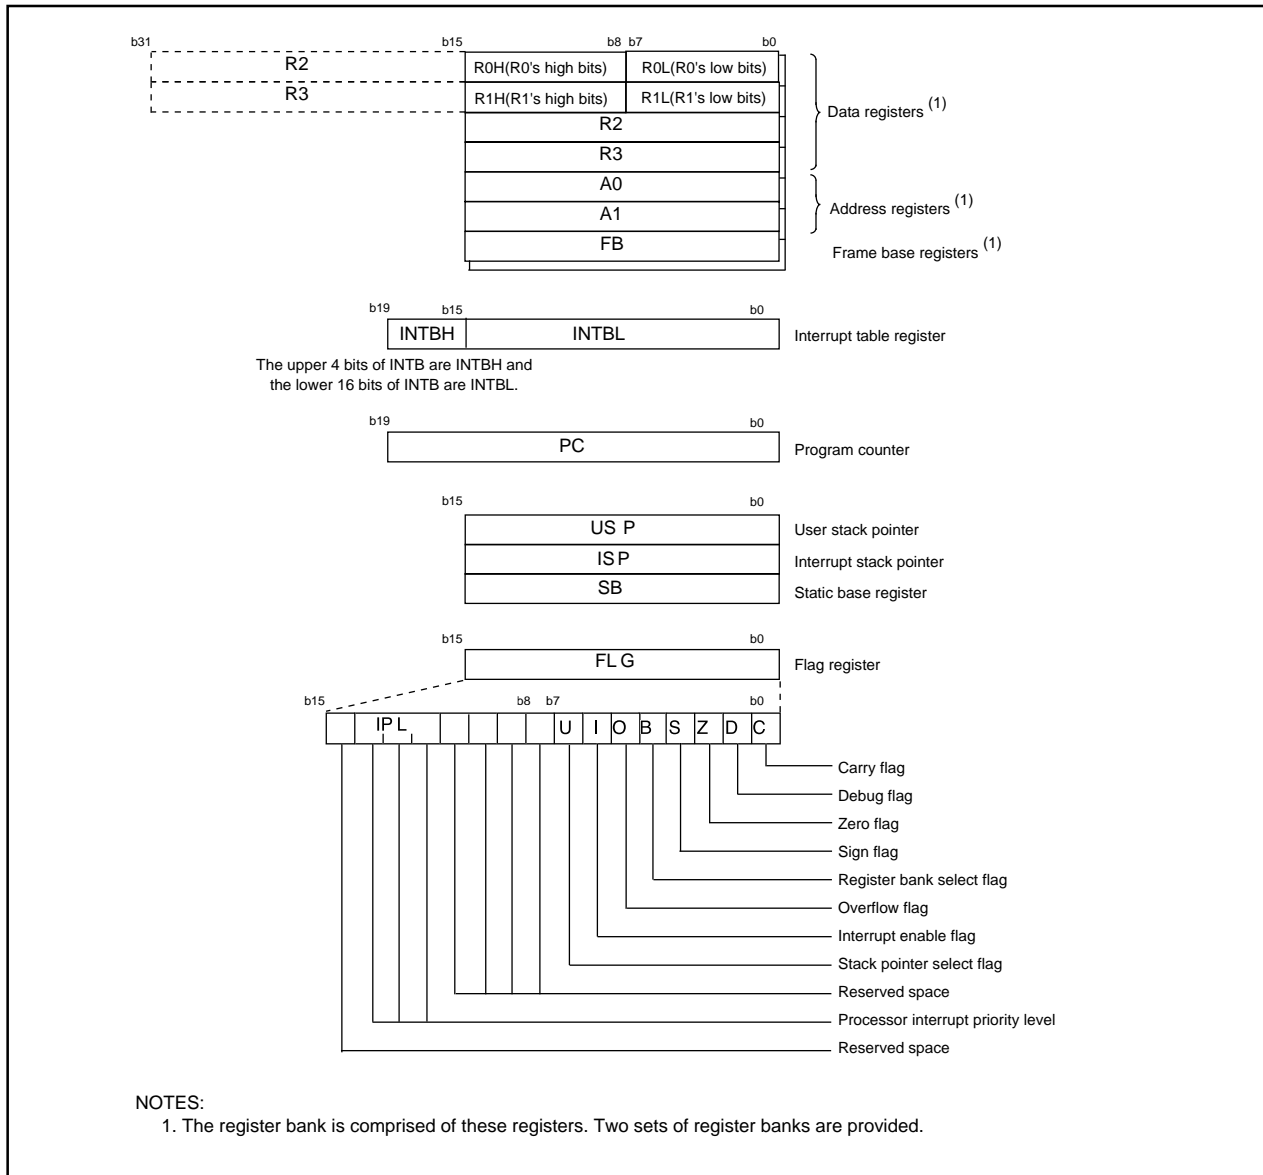 b31 b15 b8 b7 b0
R2 R0H(R0's high bits) R0L(R0's low bits)
R3 R1H(R1's high bits) R1L(R1's low bits)
R2
Data registers (1)
R3
A0
A1
Address registers (1)
FB
Frame base registers (1)
b19 b15 b0
INTBH INTBL Interrupt table register
The upper 4 bits of INTB are INTBH and
the lower 16 bits of INTB are INTBL.
b19 b0
PC Program counter
b15 b0
USP User stack pointer
ISP Interrupt stack pointer
SB Static base register
b15 b0
FLG Flag register
b15 b8 b7 b0
IPL U I O B S Z D C
Carry flag
Debug flag
Zero flag
Sign flag
Register bank select flag
Overflow flag
Interrupt enable flag
Stack pointer select flag
Reserved space
Processor interrupt priority level
Reserved space
NOTES:
1. The register bank is comprised of these registers. Two sets of register banks are provided.